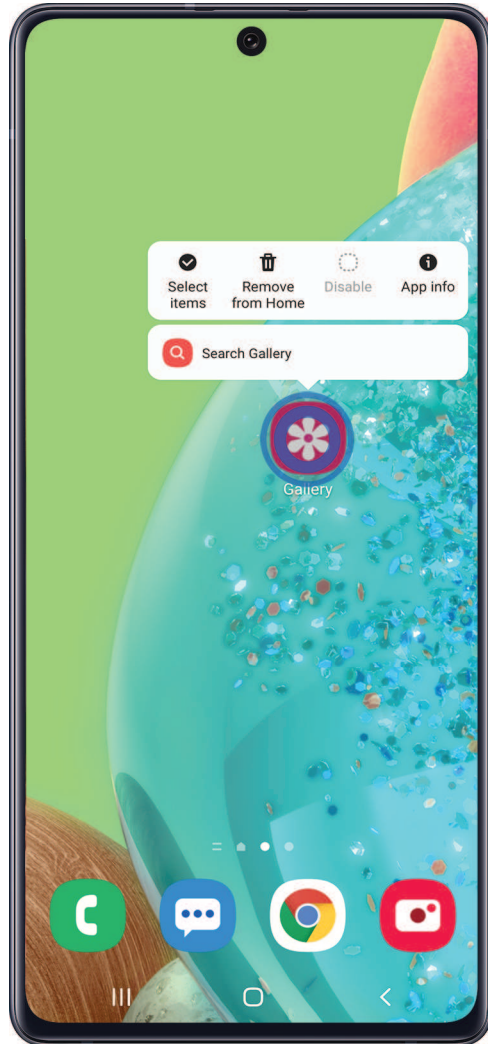 Select
items
Remove
from Home
Disable
App info
Search Gallery
Gallery